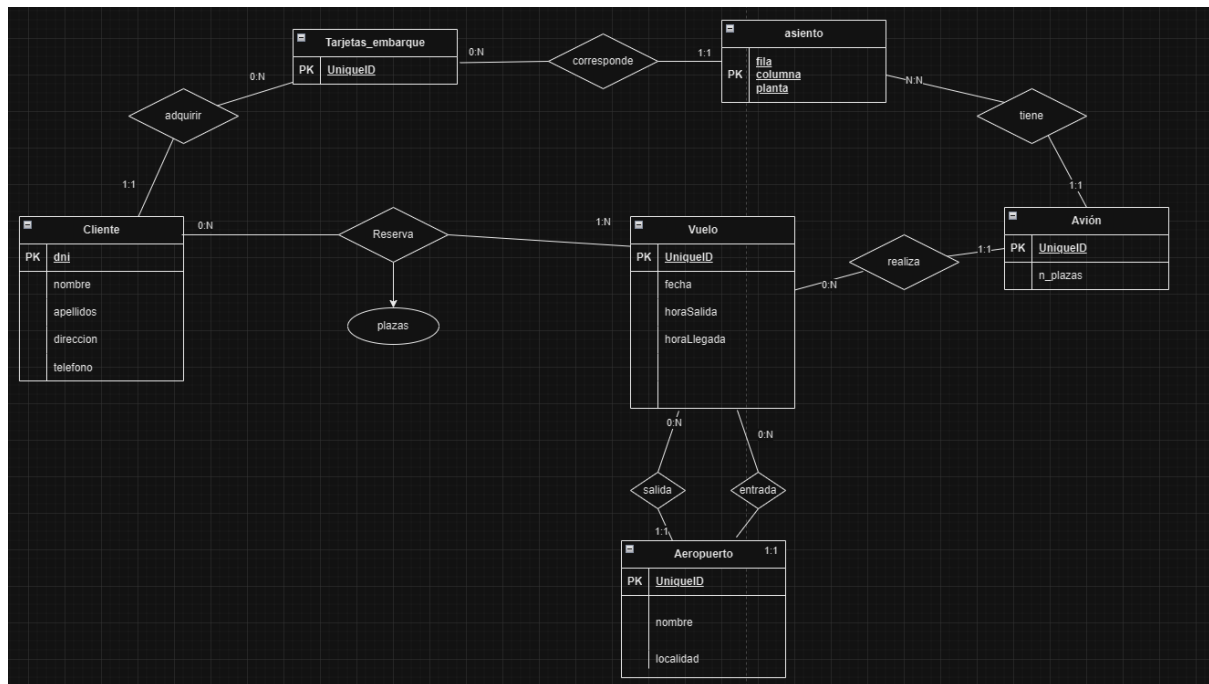 Tarjetas_embarque
PK UniqueID
0:N
corresponde
1:1
asiento
PK
fila
columna
planta
N:N
tiene
1:1
0:N
adquirir
1:1
Cliente
PK dni
nombre
apellidos
direccion
telefono
0:N
Reserva
plazas
1:N
Vuelo
PK UniqueID
fecha
horaSalida
horaLlegada
0:N
realiza
1:1
Avión
PK UniqueID
n_plazas
0:N
0:N
salida
entrada
1:1
1:1
Aeropuerto
PK UniqueID
nombre
localidad